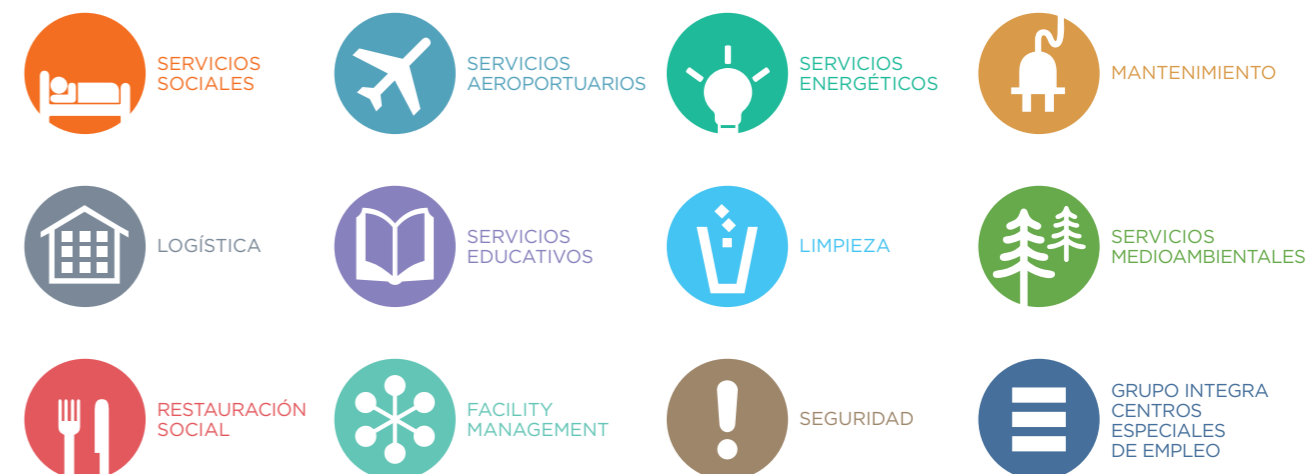 SERVICIOS
SOCIALES
SERVICIOS
AEROPORTUARIOS
SERVICIOS
ENERGÉTICOS
MANTENIMIENTO
LOGÍSTICA
SERVICIOS
EDUCATIVOS
LIMPIEZA
SERVICIOS
MEDIOAMBIENTALES
RESTAURACIÓN
SOCIAL
FACILITY
MANAGEMENT
SEGURIDAD
GRUPO INTEGRA
CENTROS
ESPECIALES
DE EMPLEO